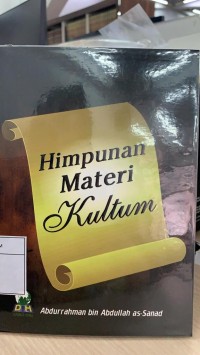 Himpunan
Materi
Kultum
Abdurrahman bin Abdullah as-Sanad